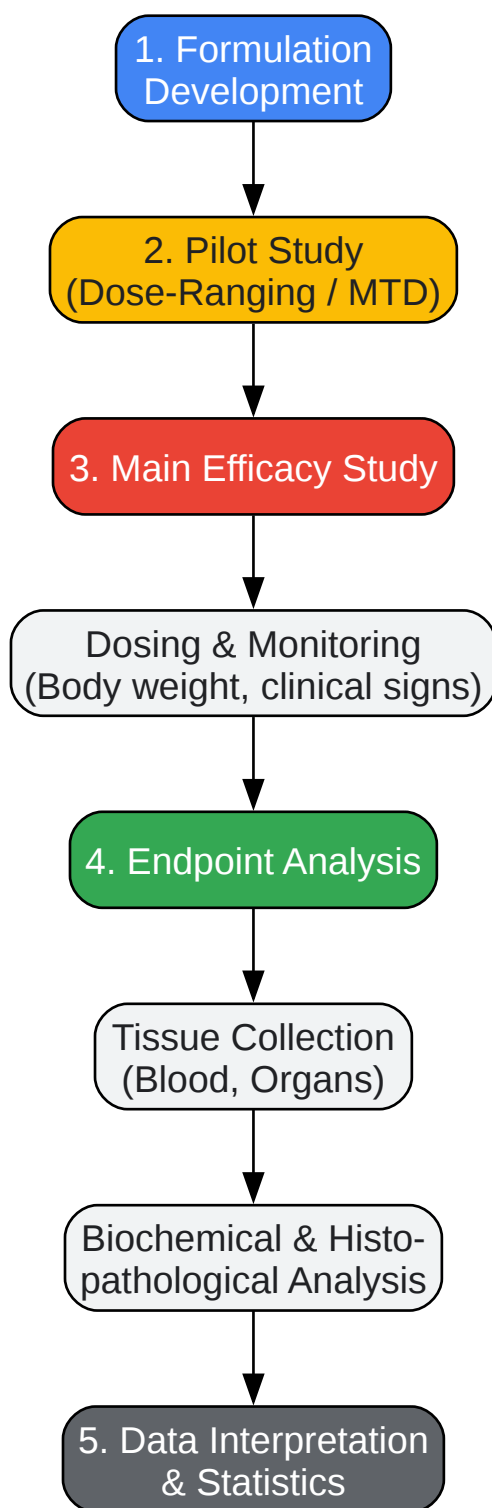 1. Formulation
Development
2. Pilot Study
(Dose-Ranging / MTD)
3. Main Efficacy Study
Dosing & Monitoring
(Body weight, clinical signs)
4. Endpoint Analysis
Tissue Collection
(Blood, Organs)
Biochemical & Histo-
pathological Analysis
5. Data Interpretation
& Statistics